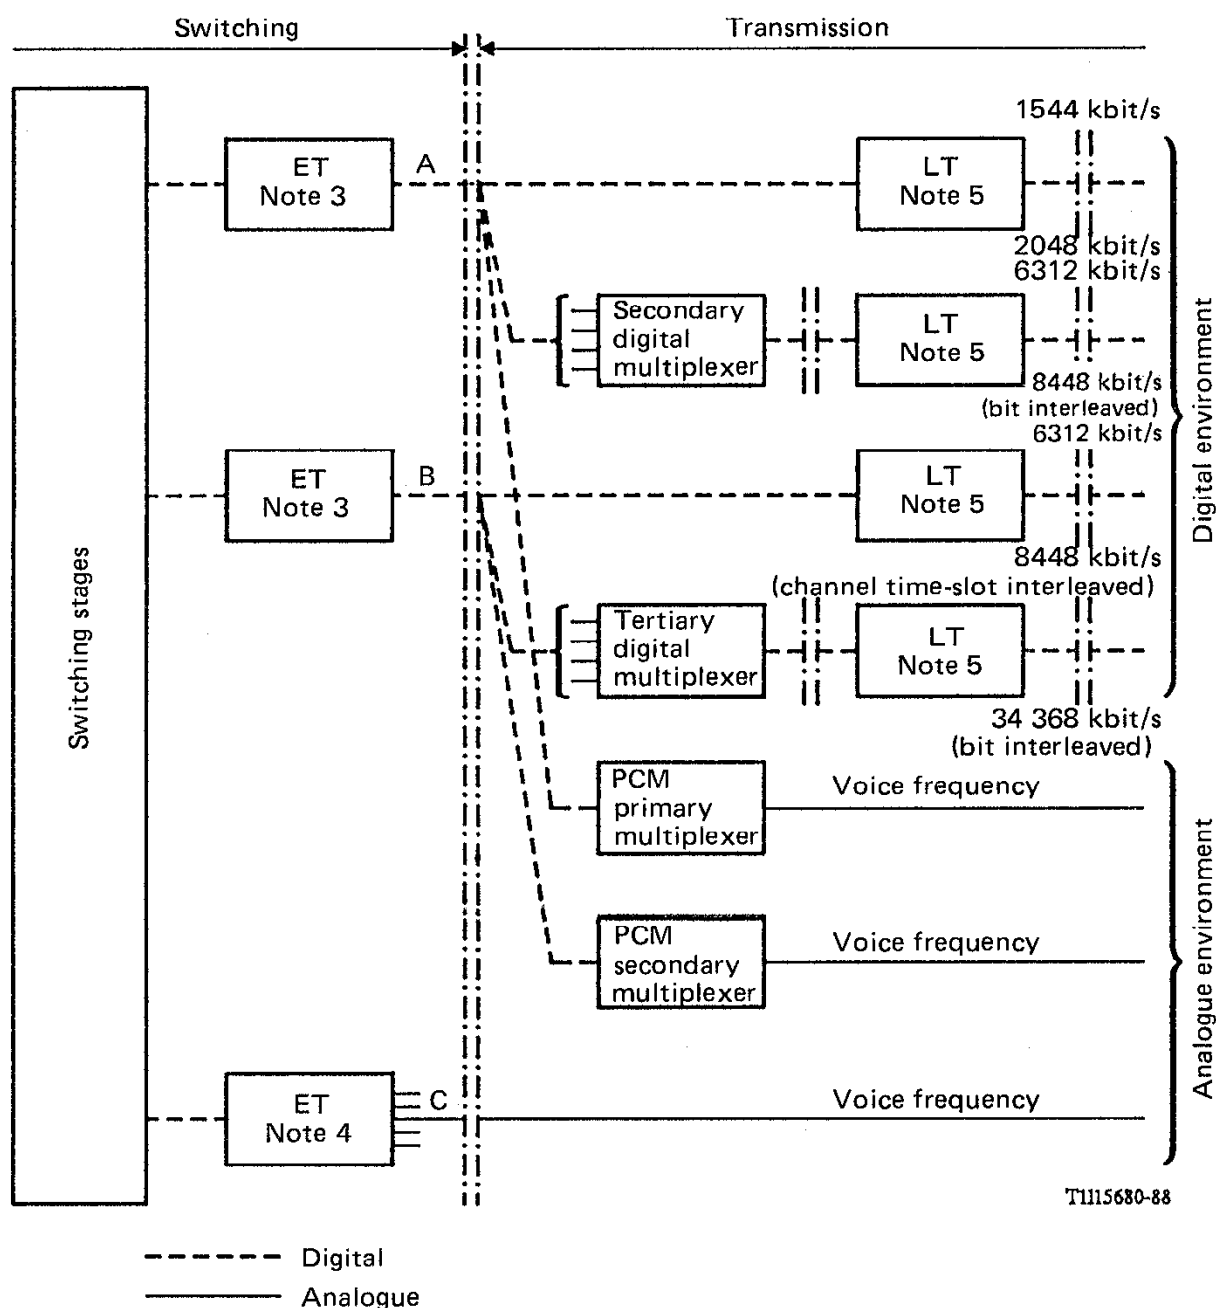 Switching
Transmission
1544 kbit/s
ET
Note 3
A
LT
Note 5
2048 kbit/s
6312 kbit/s
Secondary
digital
multiplexer
LT
Note 5
8448 kbit/s
(bit interleaved)
6312 kbit/s
ET
Note 3
B
LT
Note 5
8448 kbit/s
(channel time-slot interleaved)
Tertiary
digital
multiplexer
LT
Note 5
34 368 kbit/s
(bit interleaved)
Digital environment
Switching stages
PCM
primary
multiplexer
Voice frequency
PCM
secondary
multiplexer
Voice frequency
ET
Note 4
C
Voice frequency
Analogue environment
T1115680-88
Digital
Analogue